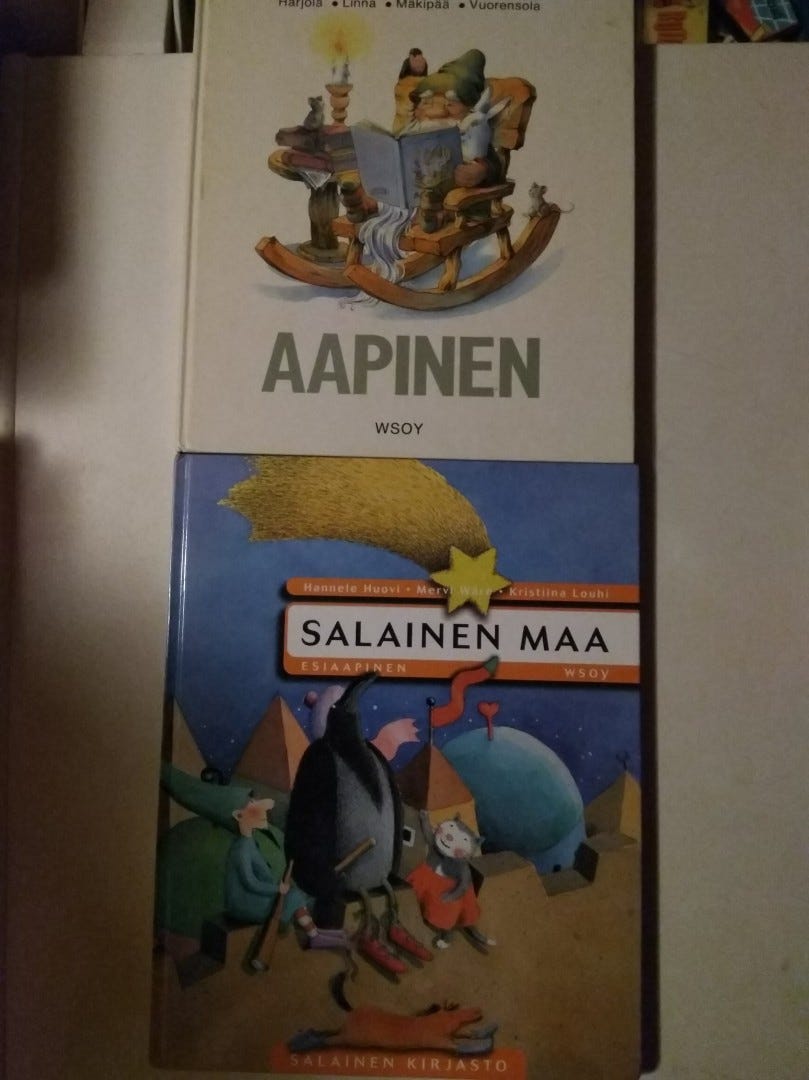 Harjola • Linna • Mäkipää • Vuorensola
AAPINEN
WSOY
Hannele Huovi • Mervi Wäre • Kristiina Louhi
SALAINEN MAA
ESIAAPINEN WSOY
SALAINEN KIRJASTO